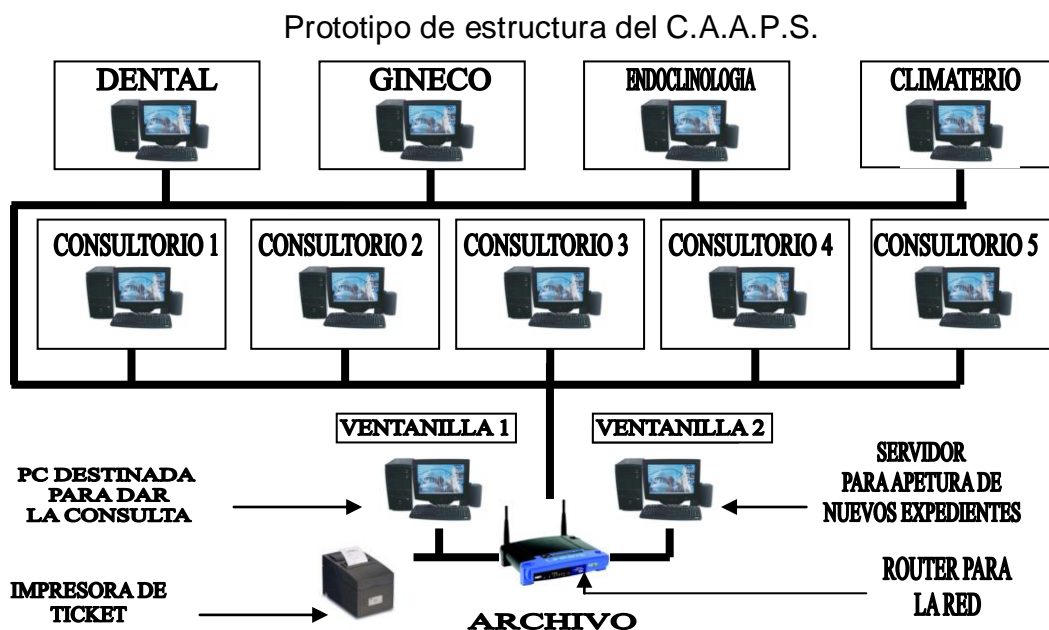 Prototipo de estructura del C.A.A.P.S.
DENTAL
GINECO
ENDOCLINOLOGIA
CLIMATERIO
CONSULTORIO 1
CONSULTORIO 2
CONSULTORIO 3
CONSULTORIO 4
CONSULTORIO 5
VENTANILLA 1
VENTANILLA 2
PC DESTINADA
PARA DAR
LA CONSULTA
SERVIDOR
PARA APETURA DE
NUEVOS EXPEDIENTES
IMPRESORA DE
TICKET
ROUTER PARA
LA RED
ARCHIVO